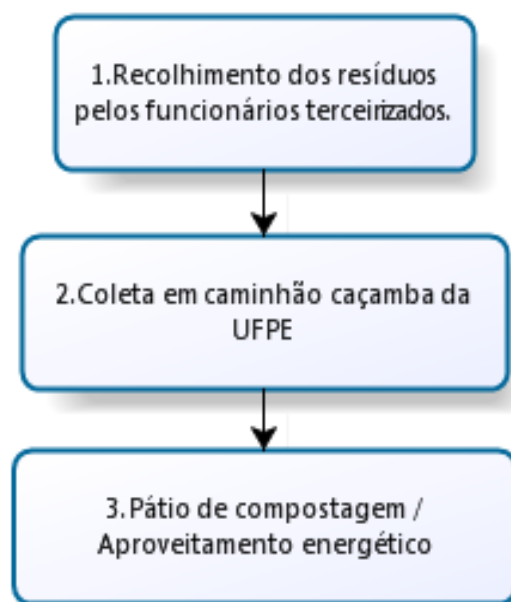 1.Recolhimento dos resíduos
pelos funcionários terceirizados.
2.Coleta em caminhão caçamba da
UFPE
3.Pátio de compostagem /
Aproveitamento energético